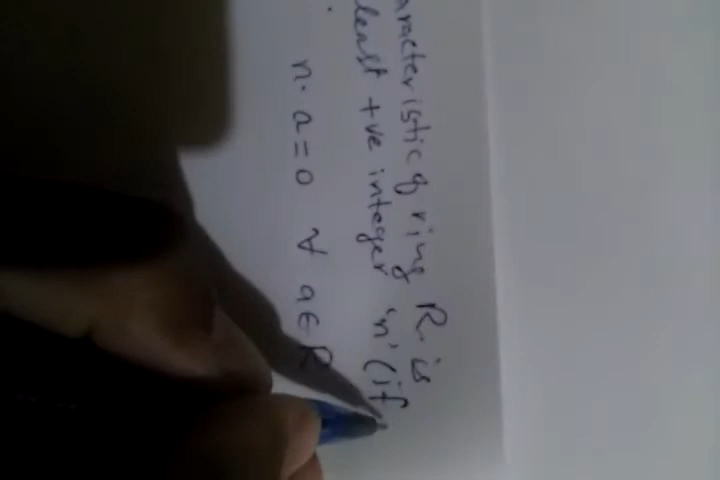 aracteristic of ring R is
least +ve integer 'n' (if
n. a = 0 ∀ a ∈ R